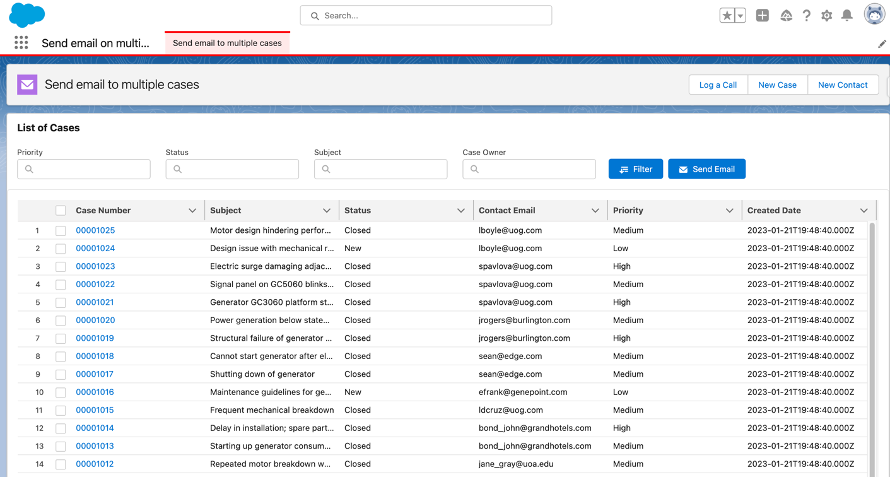 Search...
Send email on multi...
Send email to multiple cases
Send email to multiple cases
Log a Call
New Case
New Contact
List of Cases
Priority
Status
Subject
Case Owner
Filter
Send Email
Case Number Subject Status Contact Email Priority Created Date
1 00001025 Motor design hindering perfor... Closed lboyle@uog.com Medium 2023-01-21T19:48:40.000Z
2 00001024 Design issue with mechanical r... New lboyle@uog.com Low 2023-01-21T19:48:40.000Z
3 00001023 Electric surge damaging adjac... Closed spavlova@uog.com High 2023-01-21T19:48:40.000Z
4 00001022 Signal panel on GC5060 blinks... Closed spavlova@uog.com Medium 2023-01-21T19:48:40.000Z
5 00001021 Generator GC3060 platform st... Closed spavlova@uog.com High 2023-01-21T19:48:40.000Z
6 00001020 Power generation below state... Closed jrogers@burlington.com Medium 2023-01-21T19:48:40.000Z
7 00001019 Structural failure of generator ... Closed jrogers@burlington.com High 2023-01-21T19:48:40.000Z
8 00001018 Cannot start generator after el... Closed sean@edge.com Medium 2023-01-21T19:48:40.000Z
9 00001017 Shutting down of generator Closed sean@edge.com Medium 2023-01-21T19:48:40.000Z
10 00001016 Maintenance guidelines for ge... New efrank@genepoint.com Low 2023-01-21T19:48:40.000Z
11 00001015 Frequent mechanical breakdown Closed ldcruz@uog.com Medium 2023-01-21T19:48:40.000Z
12 00001014 Delay in installation; spare part... Closed bond_john@grandhotels.com High 2023-01-21T19:48:40.000Z
13 00001013 Starting up generator consum... Closed bond_john@grandhotels.com Medium 2023-01-21T19:48:40.000Z
14 00001012 Repeated motor breakdown w... Closed jane_gray@uoa.edu Medium 2023-01-21T19:48:40.000Z